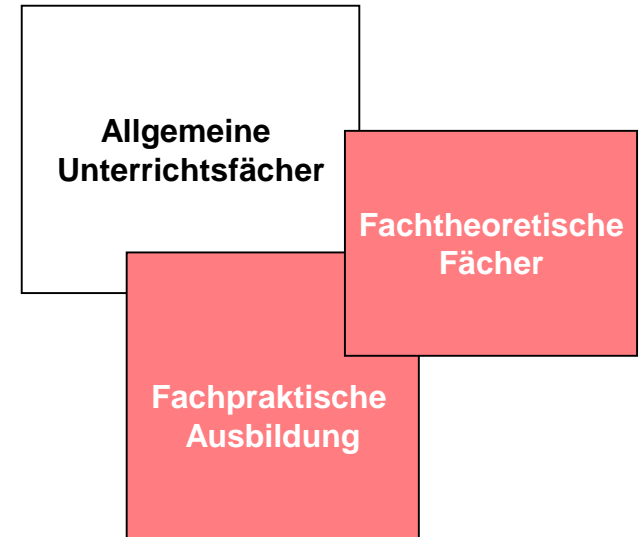 Allgemeine
Unterrichtsfächer
Fachtheoretische
Fächer
Fachpraktische
Ausbildung